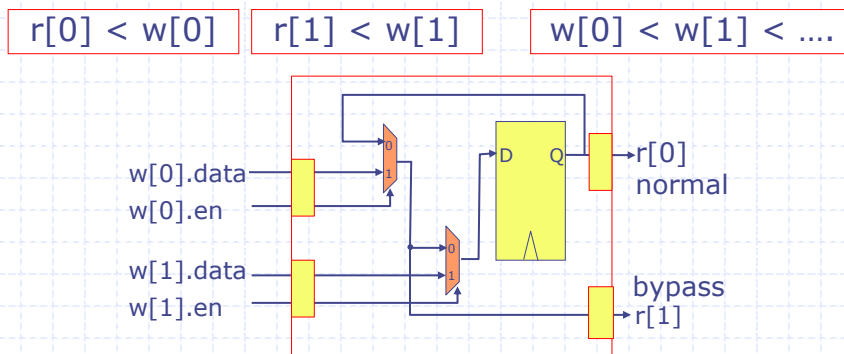 r[0] < w[0]
r[1] < w[1]
w[0] < w[1] < ....
0
w[0].data
1
w[0].en
D
Q
r[0]
normal
0
w[1].data
1
w[1].en
bypass
r[1]